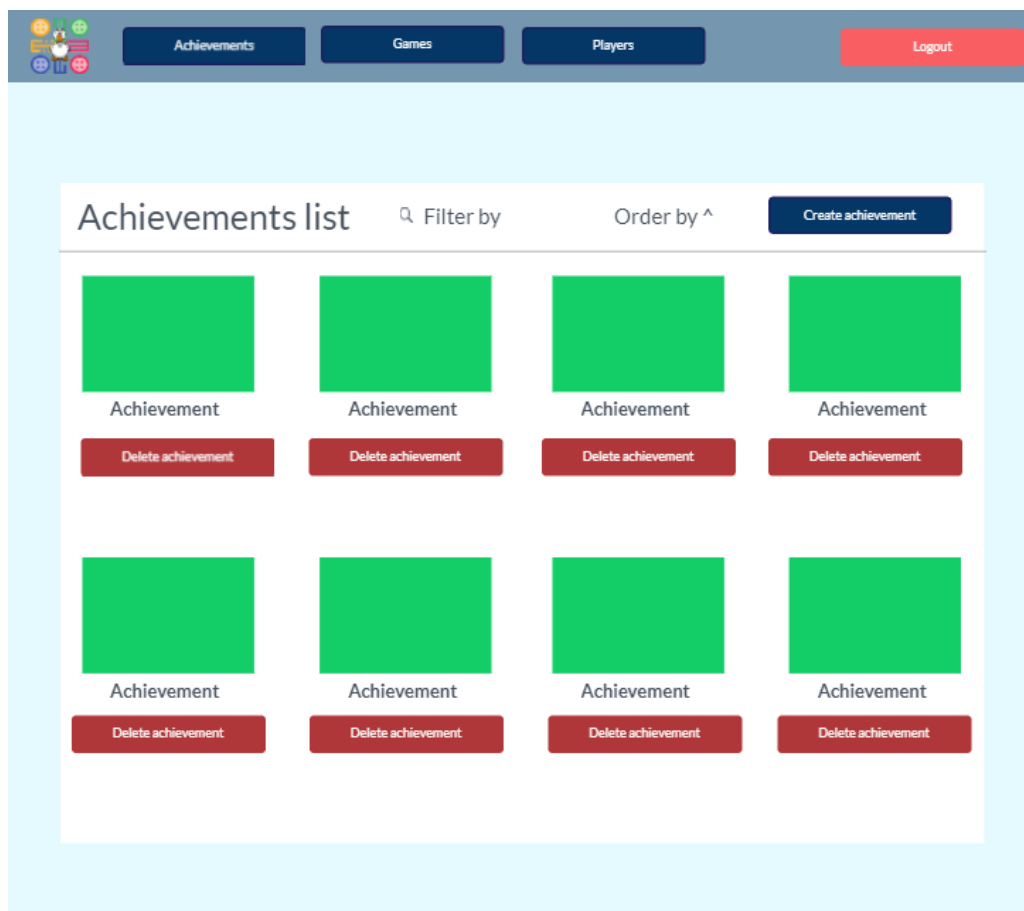 Achievements Games Players Logout
Achievements list Filter by Order by ^ Create achievement
Achievement Achievement Achievement Achievement
Delete achievement Delete achievement Delete achievement Delete achievement
Achievement Achievement Achievement Achievement
Delete achievement Delete achievement Delete achievement Delete achievement